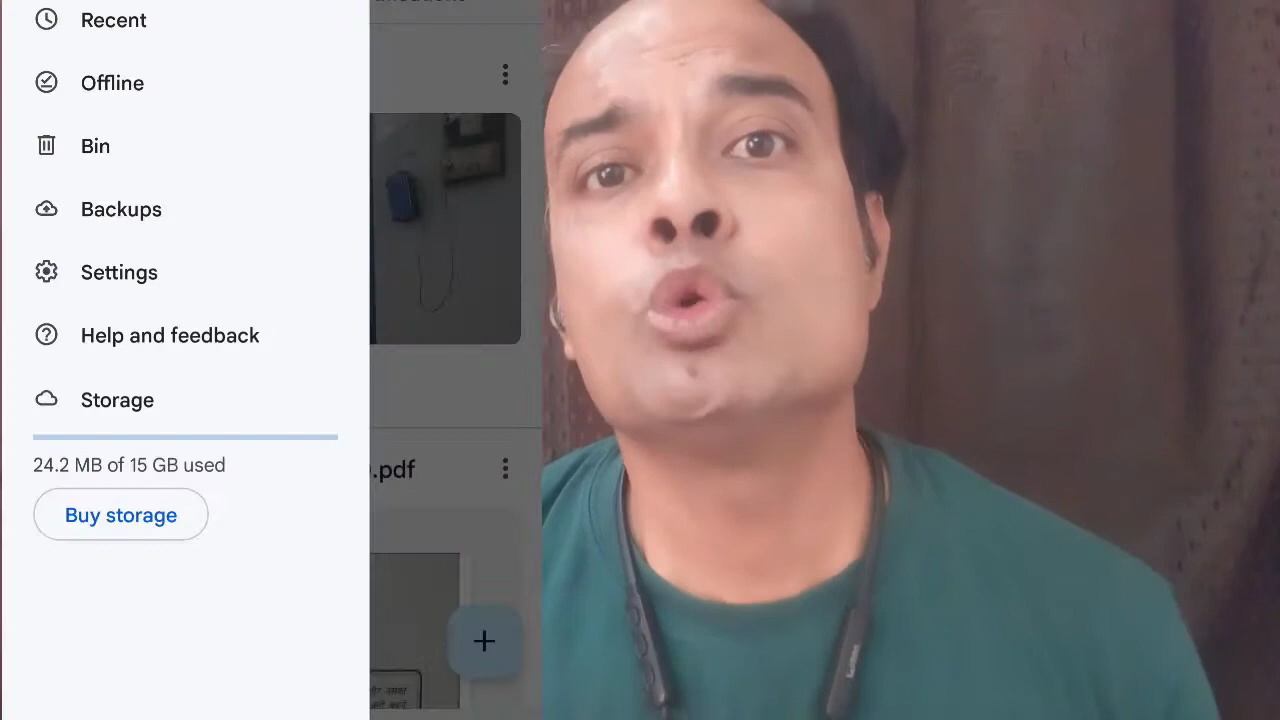 Recent
Offline
Bin
Backups
Settings
Help and feedback
Storage
24.2 MB of 15 GB used
Buy storage
.pdf